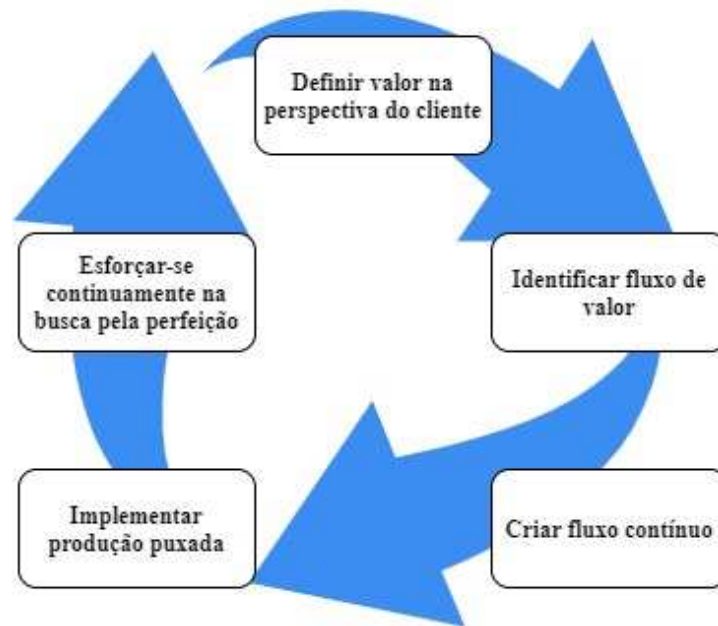 Definir valor na
perspectiva do cliente
Identificar fluxo de
valor
Criar fluxo contínuo
Implementar
produção puxada
Esforçar-se
continuamente na
busca pela perfeição